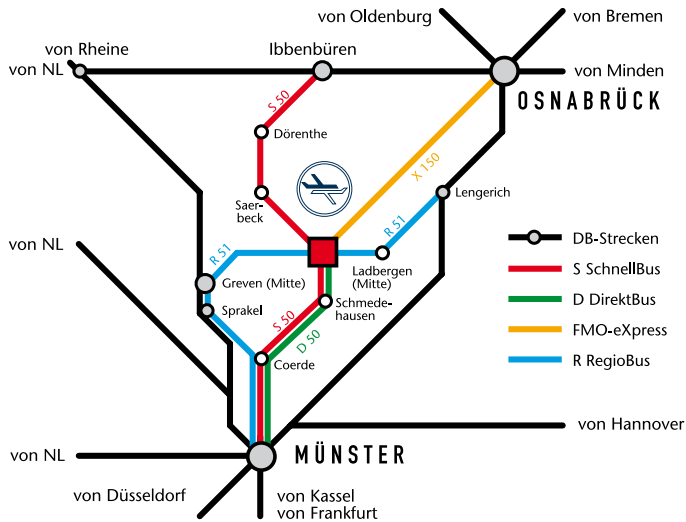 von Oldenburg
von Bremen
von Rheine
Ibbenbüren
von NL
von Minden
OSNABRÜCK
S 50
Dörenthe
X 150
Saer-
beck
Lengerich
R 51
R 51
von NL
DB-Strecken
Ladbergen
(Mitte)
S SchnellBus
Greven (Mitte)
Schmede-
hausen
D DirektBus
Sprakel
S 50
FMO-eXpress
D 50
Coerde
R RegioBus
von Hannover
von NL
MÜNSTER
von Düsseldorf
von Kassel
von Frankfurt